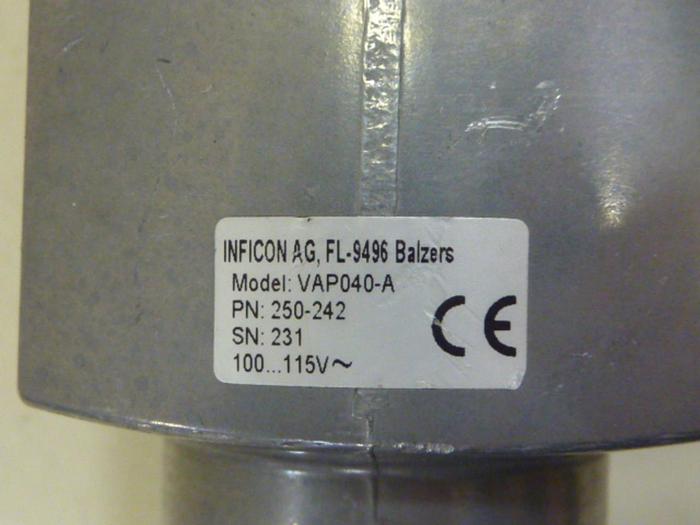 INFICON AG, FL-9496 Balzers
Model: VAP040-A
PN: 250-242
SN: 231
100...115V~
CE